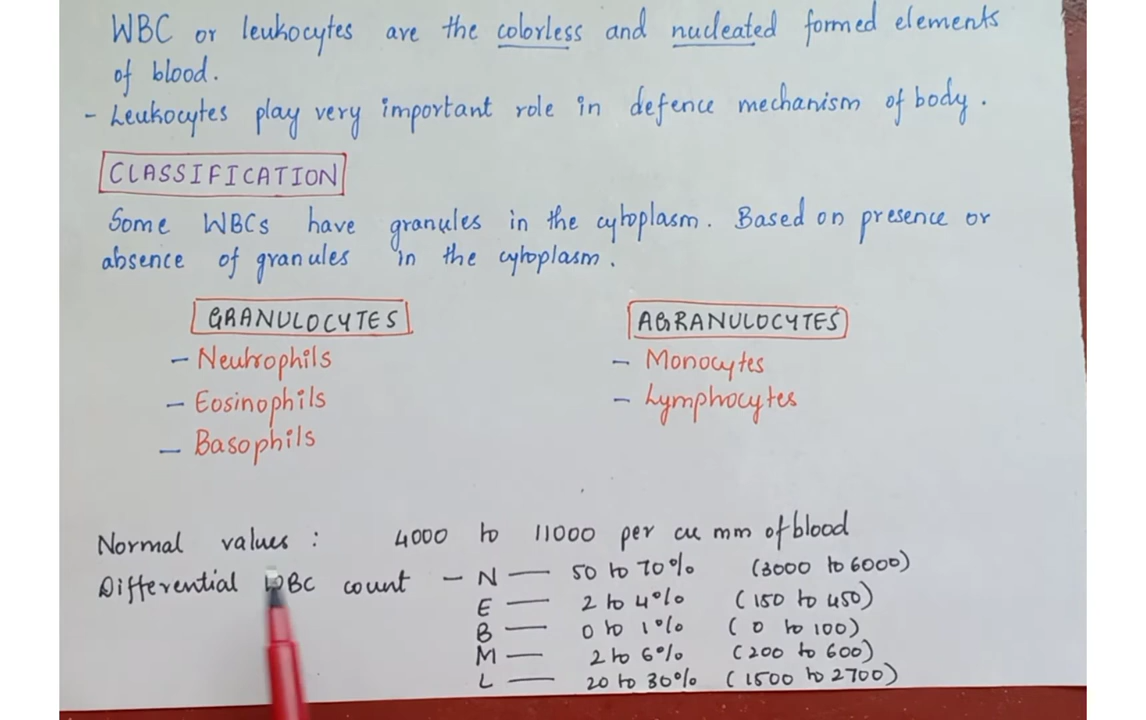 WBC or leukocytes are the colorless and nucleated formed elements
of blood.
- Leukocytes play very important role in defence mechanism of body.
CLASSIFICATION
Some WBCs have granules in the cytoplasm. Based on presence or
absence of granules in the cytoplasm.
GRANULOCYTES
- Neutrophils
- Eosinophils
- Basophils
AGRANULOCYTES
- Monocytes
- Lymphocytes
Normal values : 4000 to 11000 per cu mm of blood
Differential WBC count - N — 50 to 70% (3000 to 6000)
E — 2 to 4% (150 to 450)
B — 0 to 1% (0 to 100)
M — 2 to 6% (200 to 600)
L — 20 to 30% (1500 to 2700)